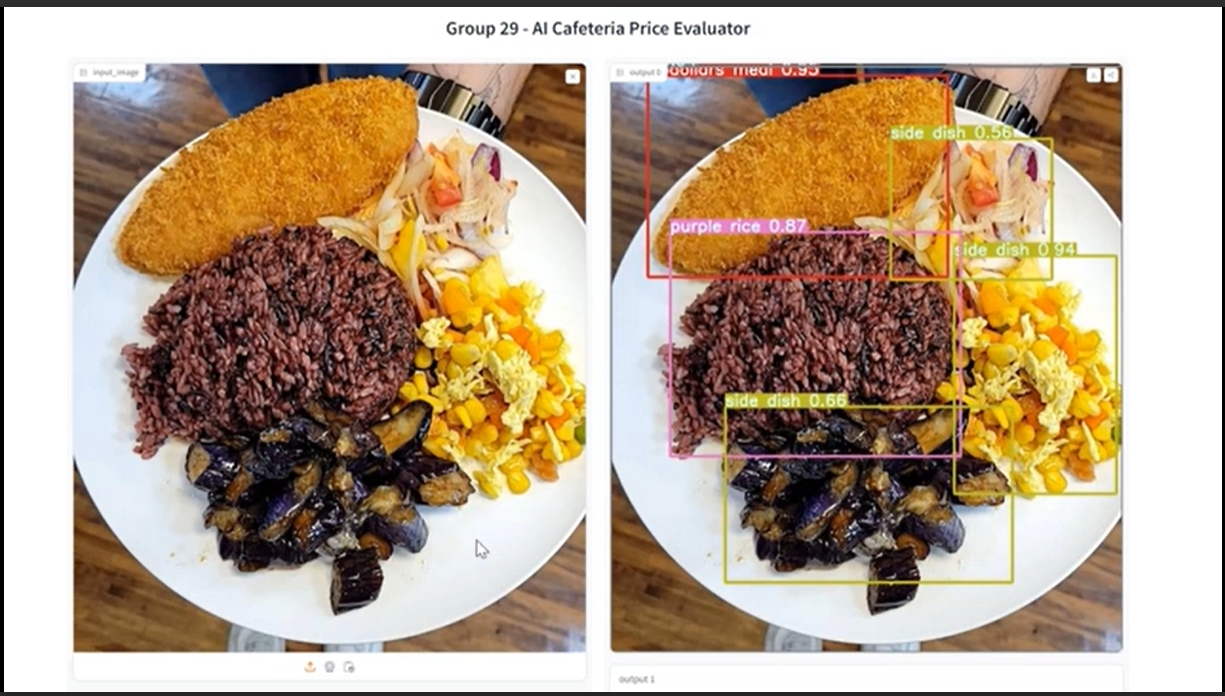 Group 29 - AI Cafeteria Price Evaluator
input_image
output 0
dollars meal 0.95
side dish 0.56
purple rice 0.87
side dish 0.94
side dish 0.66
output 1